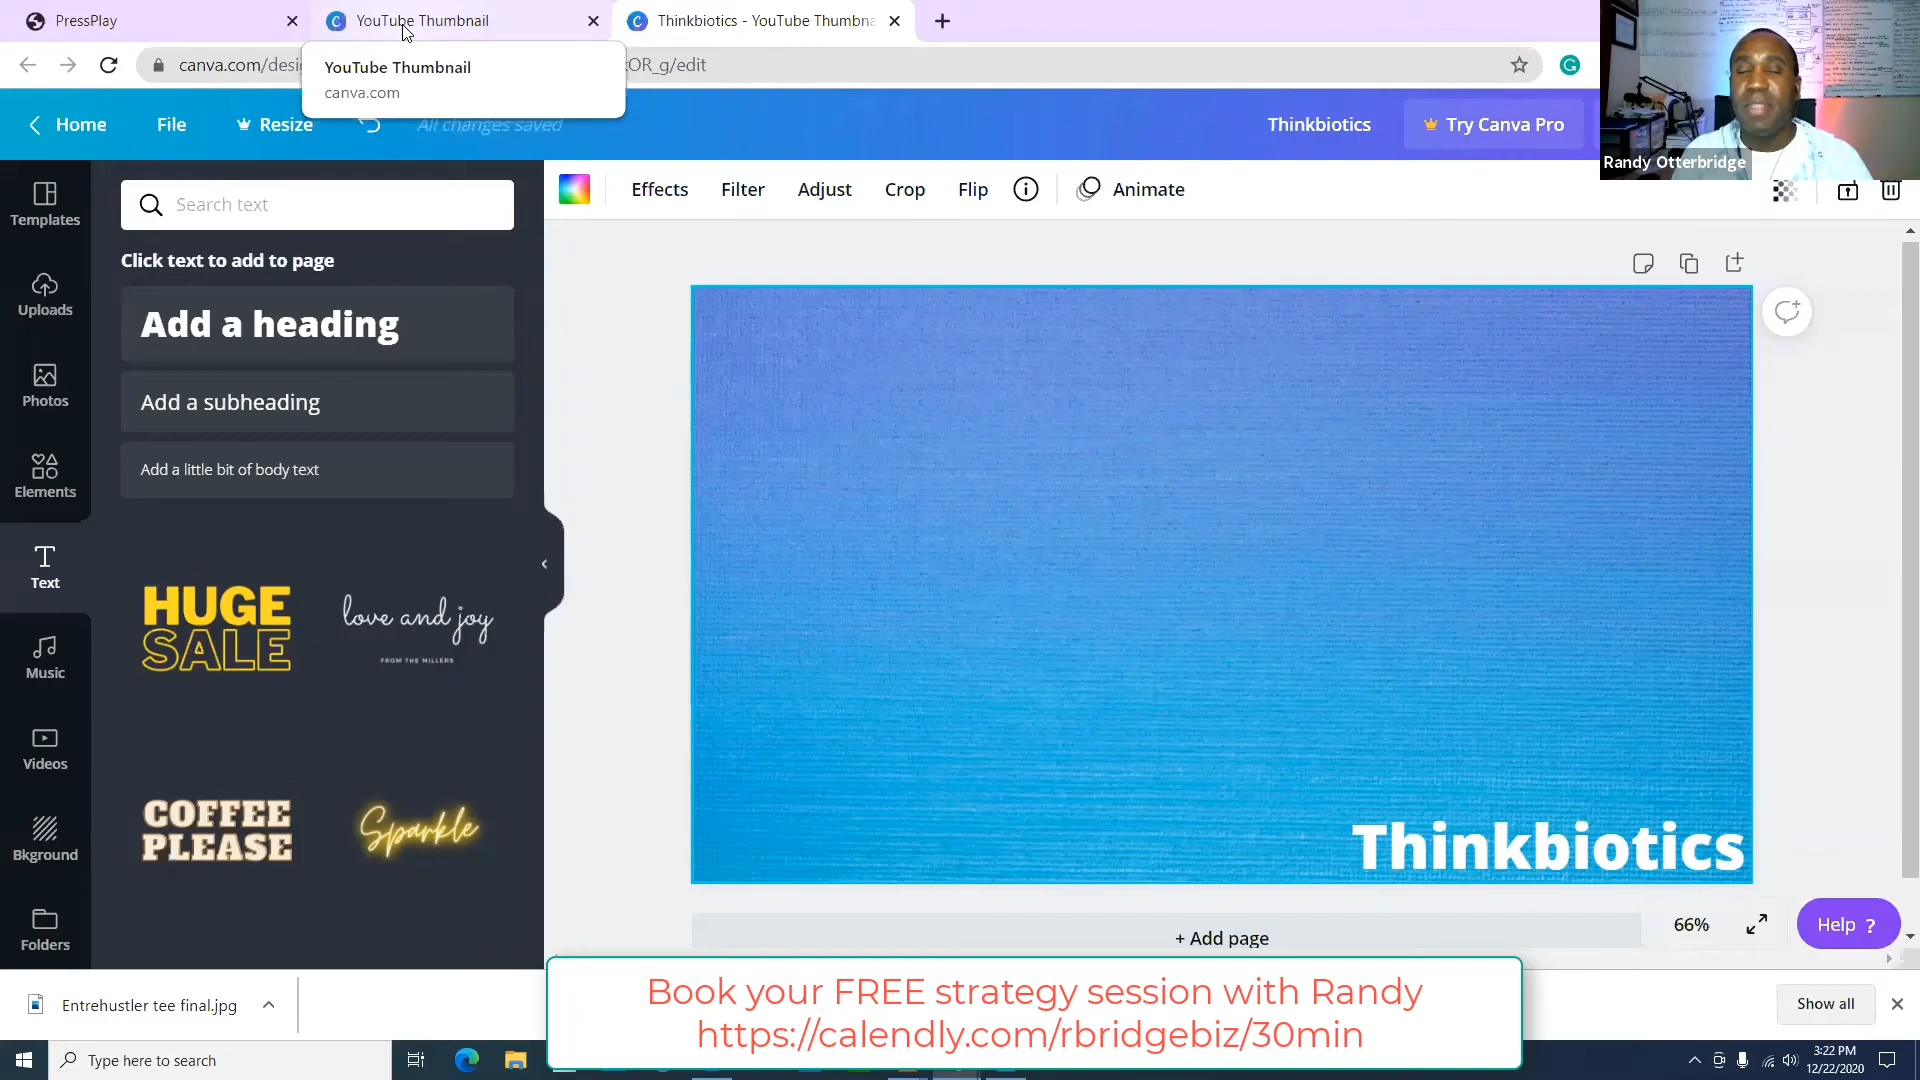 PressPlay
YouTube Thumbnail
Thinkbiotics - YouTube Thumbna
canva.com/desi
OR_g/edit
YouTube Thumbnail
canva.com
Home
File
Resize
All changes saved
Thinkbiotics
Try Canva Pro
Randy Otterbridge
Effects
Filter
Adjust
Crop
Flip
Animate
Templates
Uploads
Photos
Elements
Text
Music
Videos
Bkground
Folders
Search text
Click text to add to page
Add a heading
Add a subheading
Add a little bit of body text
HUGE
SALE
love and joy
FROM THE MILLERS
COFFEE
PLEASE
Sparkle
Thinkbiotics
+ Add page
66%
Help ?
Entrehustler tee final.jpg
Show all
Book your FREE strategy session with Randy
https://calendly.com/rbridgebiz/30min
Type here to search
3:22 PM
12/22/2020